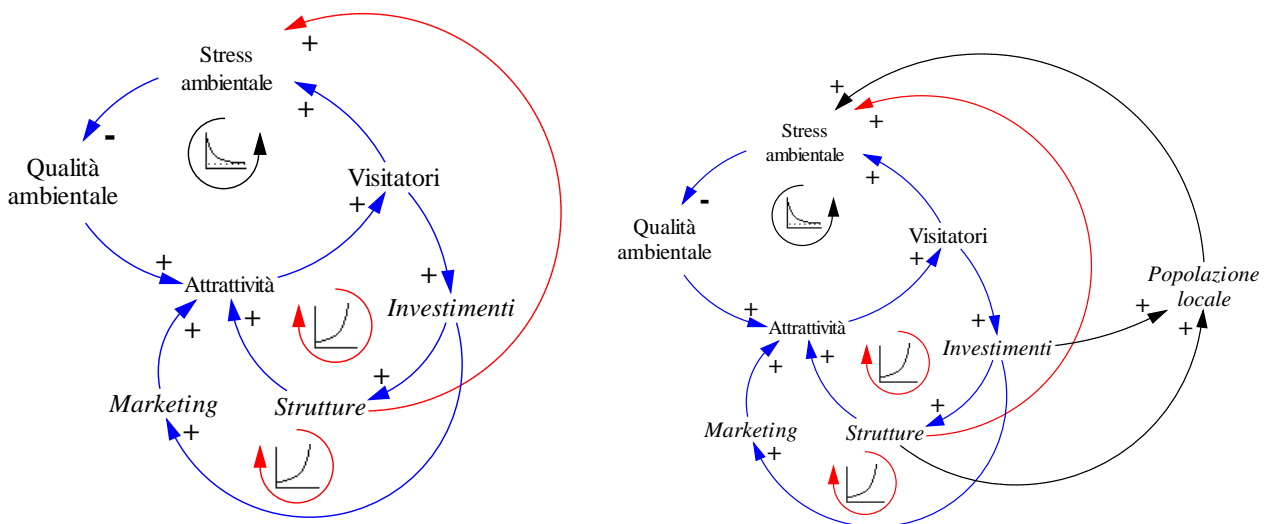 +
Stress
ambientale
+
-
Qualità
ambientale
Visitatori
+
+
+
Attrattività
Investimenti
+
+
+
Marketing
Strutture
+
+
+
Stress
ambientale
+
-
Qualità
ambientale
Visitatori
+
Popolazione
locale
+
+
+
+
Attrattività
Investimenti
+
+
+
Marketing
Strutture
+